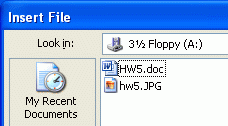 Insert File
Look in: 3½ Floppy (A:)
HW5.doc
hw5.JPG
My Recent
Documents